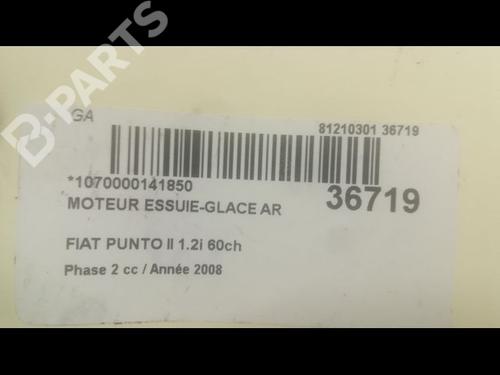 GA
81210301 36719
*1070000141850
36719
MOTEUR ESSUIE-GLACE AR
FIAT PUNTO II 1.2i 60ch
Phase 2 cc / Année 2008
B-PARTS